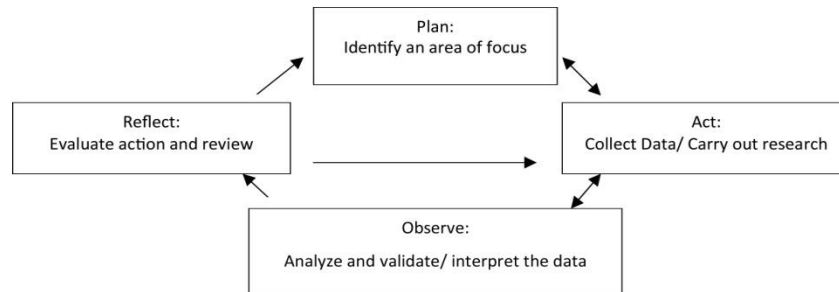 Plan:
Identify an area of focus
Reflect:
Evaluate action and review
Act:
Collect Data/ Carry out research
Observe:
Analyze and validate/ interpret the data